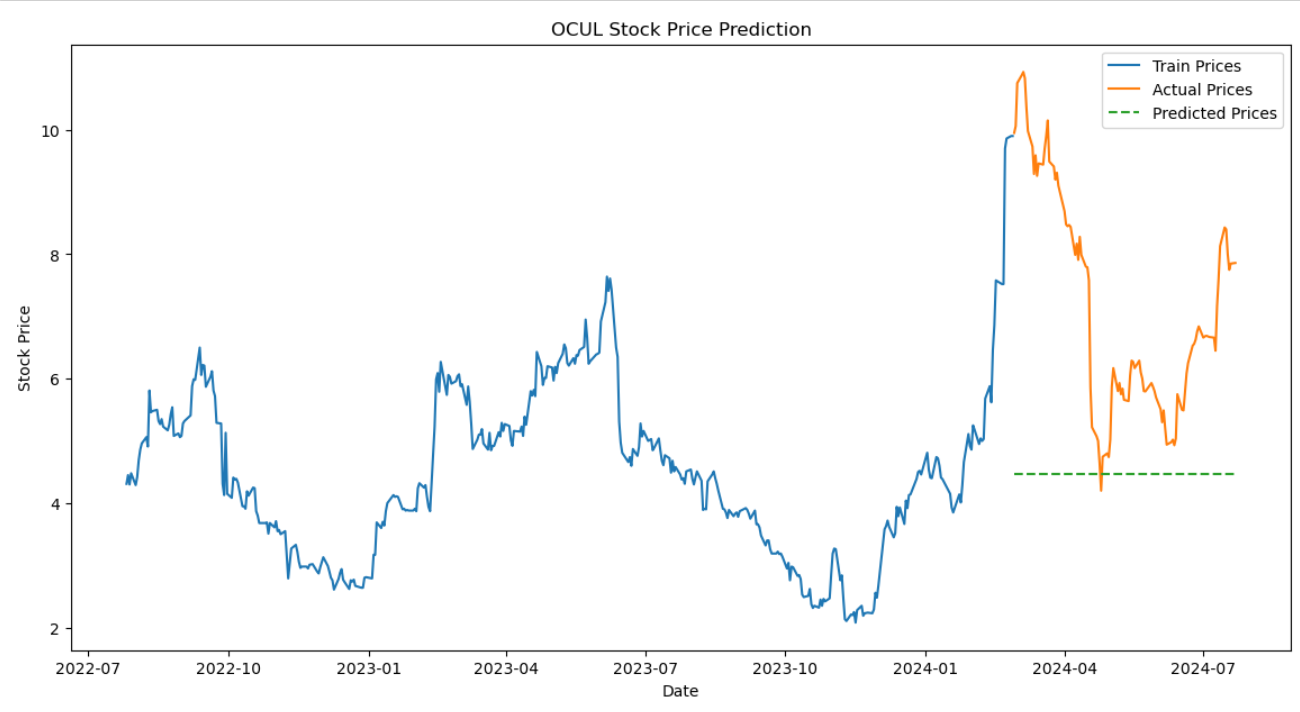 OCUL Stock Price Prediction
Train Prices
Actual Prices
Predicted Prices
Stock Price
10
8
6
4
2
2022-07 2022-10 2023-01 2023-04 2023-07 2023-10 2024-01 2024-04 2024-07
Date